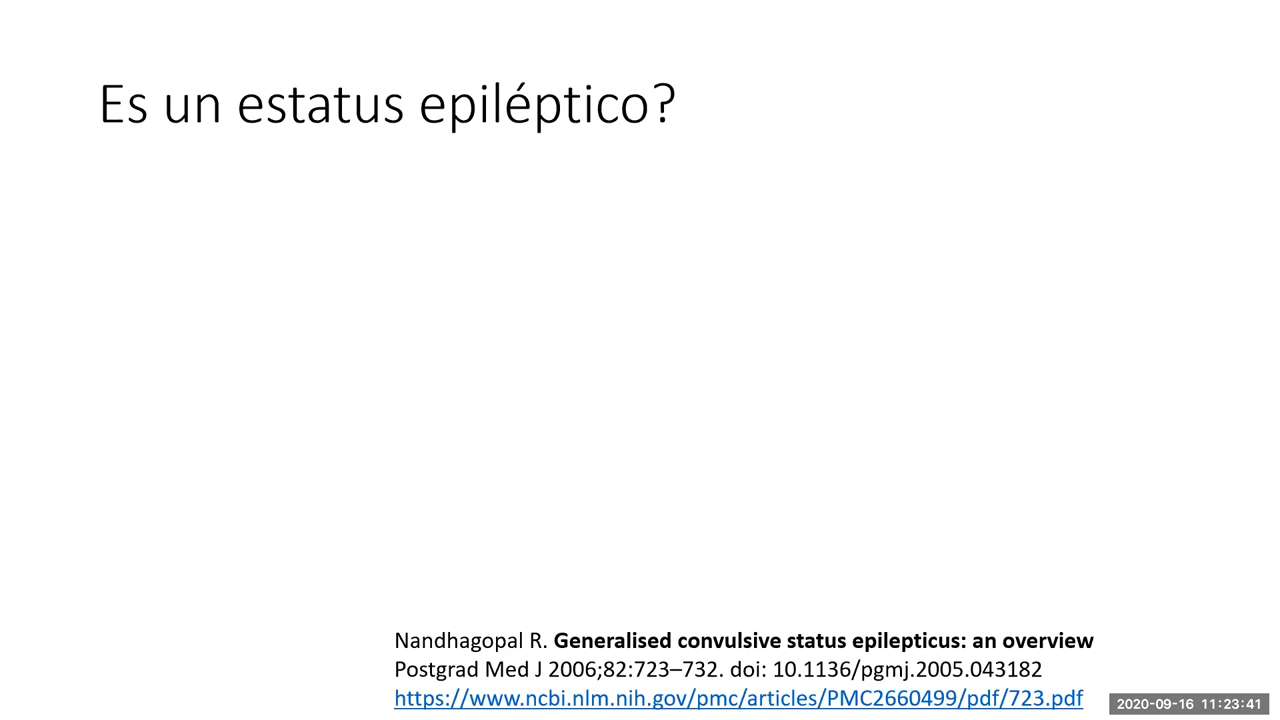 Es un estatus epiléptico?
Nandhagopal R. Generalised convulsive status epilepticus: an overview
Postgrad Med J 2006;82:723–732. doi: 10.1136/pgmj.2005.043182
https://www.ncbi.nlm.nih.gov/pmc/articles/PMC2660499/pdf/723.pdf
2020-09-16 11:23:41